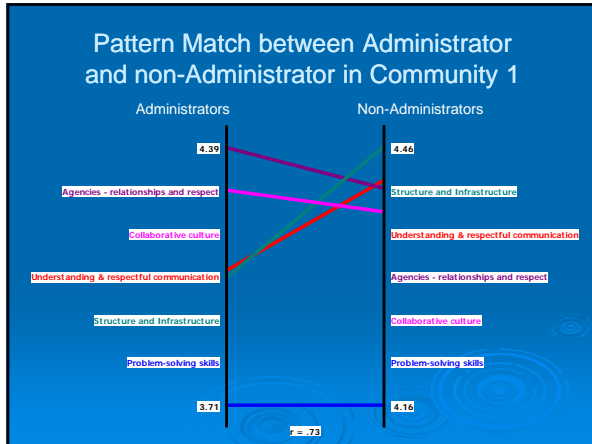 Pattern Match between Administrator
and non-Administrator in Community 1
Administrators
Non-Administrators
4.39
4.46
Agencies - relationships and respect
Structure and Infrastructure
Collaborative culture
Understanding & respectful communication
Understanding & respectful communication
Agencies - relationships and respect
Structure and Infrastructure
Collaborative culture
Problem-solving skills
Problem-solving skills
3.71
4.16
r = .73